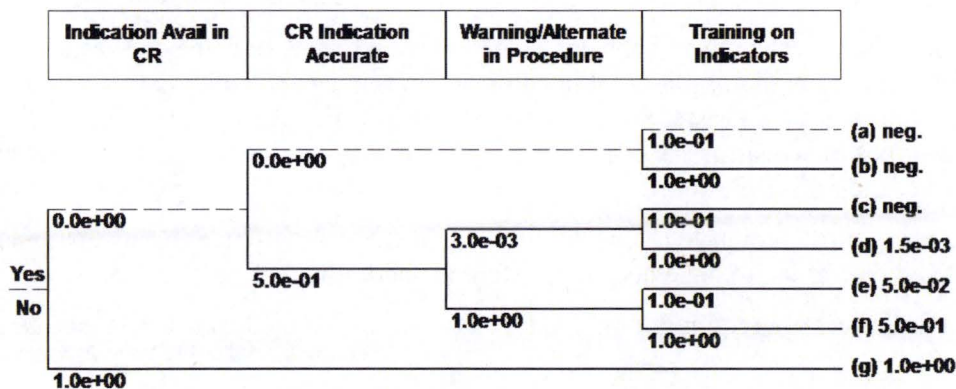 Indication Avail in CR
CR Indication Accurate
Warning/Alternate in Procedure
Training on Indicators
1.0e-01
(a) neg.
0.0e+00
1.0e+00
(b) neg.
0.0e+00
1.0e-01
(c) neg.
3.0e-03
1.0e+00
(d) 1.5e-03
Yes
5.0e-01
1.0e-01
(e) 5.0e-02
No
1.0e+00
1.0e+00
(f) 5.0e-01
1.0e+00
(g) 1.0e+00